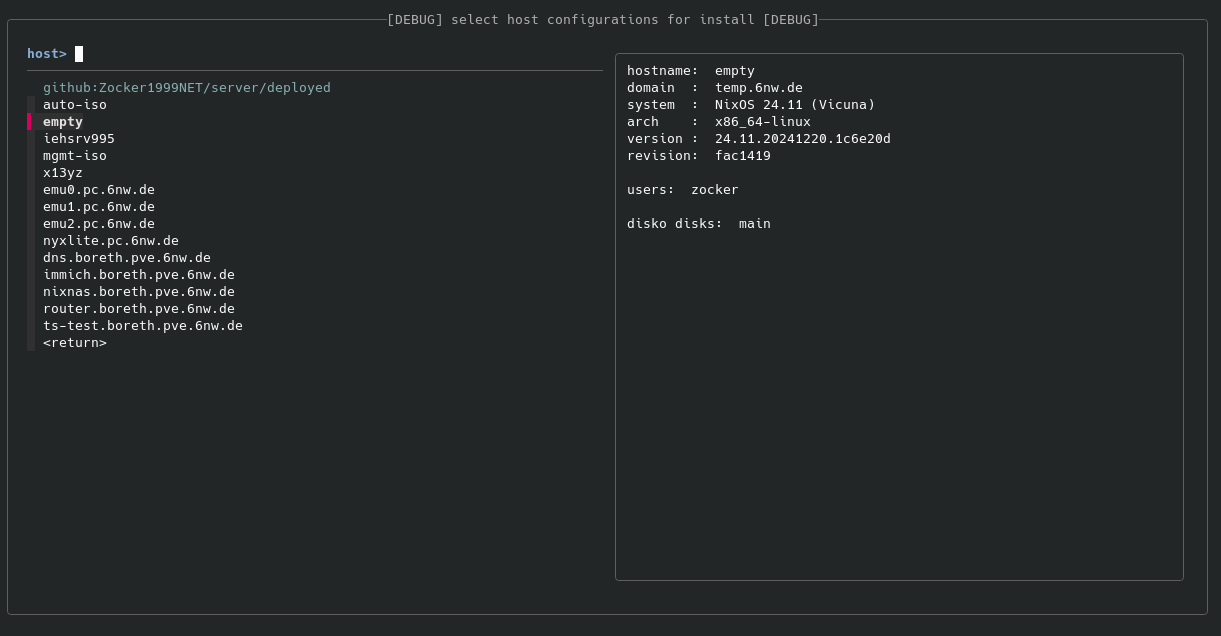 [DEBUG] select host configurations for install [DEBUG]
host>
github:Zocker1999NET/server/deployed
auto-iso
empty
iehsrv995
mgmt-iso
x13yz
emu0.pc.6nw.de
emu1.pc.6nw.de
emu2.pc.6nw.de
nyxlite.pc.6nw.de
dns.boreth.pve.6nw.de
immich.boreth.pve.6nw.de
nixnas.boreth.pve.6nw.de
router.boreth.pve.6nw.de
ts-test.boreth.pve.6nw.de
<return>
hostname:  empty
domain  :  temp.6nw.de
system  :  NixOS 24.11 (Vicuna)
arch    :  x86_64-linux
version :  24.11.20241220.1c6e20d
revision:  fac1419
users:  zocker
disko disks:  main